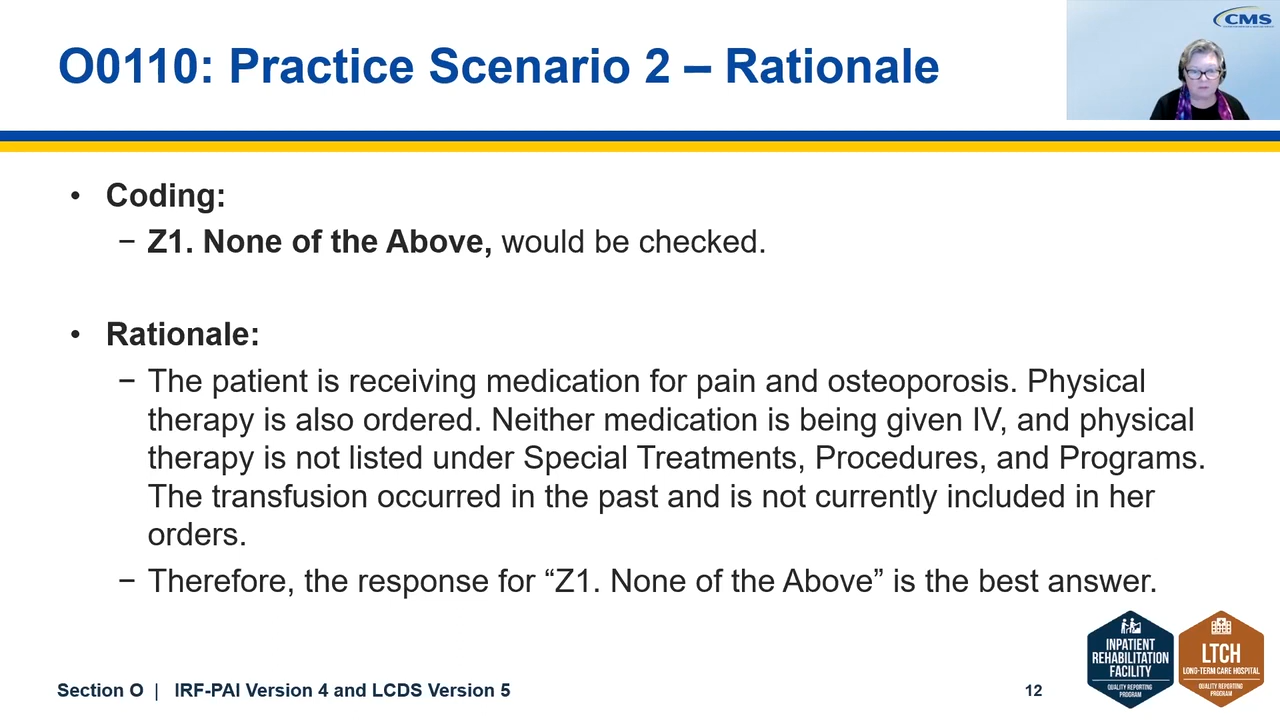 CMS
O0110: Practice Scenario 2 – Rationale
• Coding:
− Z1. None of the Above, would be checked.
• Rationale:
− The patient is receiving medication for pain and osteoporosis. Physical
therapy is also ordered. Neither medication is being given IV, and physical
therapy is not listed under Special Treatments, Procedures, and Programs.
The transfusion occurred in the past and is not currently included in her
orders.
− Therefore, the response for “Z1. None of the Above” is the best answer.
INPATIENT
REHABILITATION
FACILITY
QUALITY REPORTING
PROGRAM
LTCH
LONG-TERM CARE HOSPITAL
QUALITY REPORTING
PROGRAM
Section O | IRF-PAI Version 4 and LCDS Version 5
12